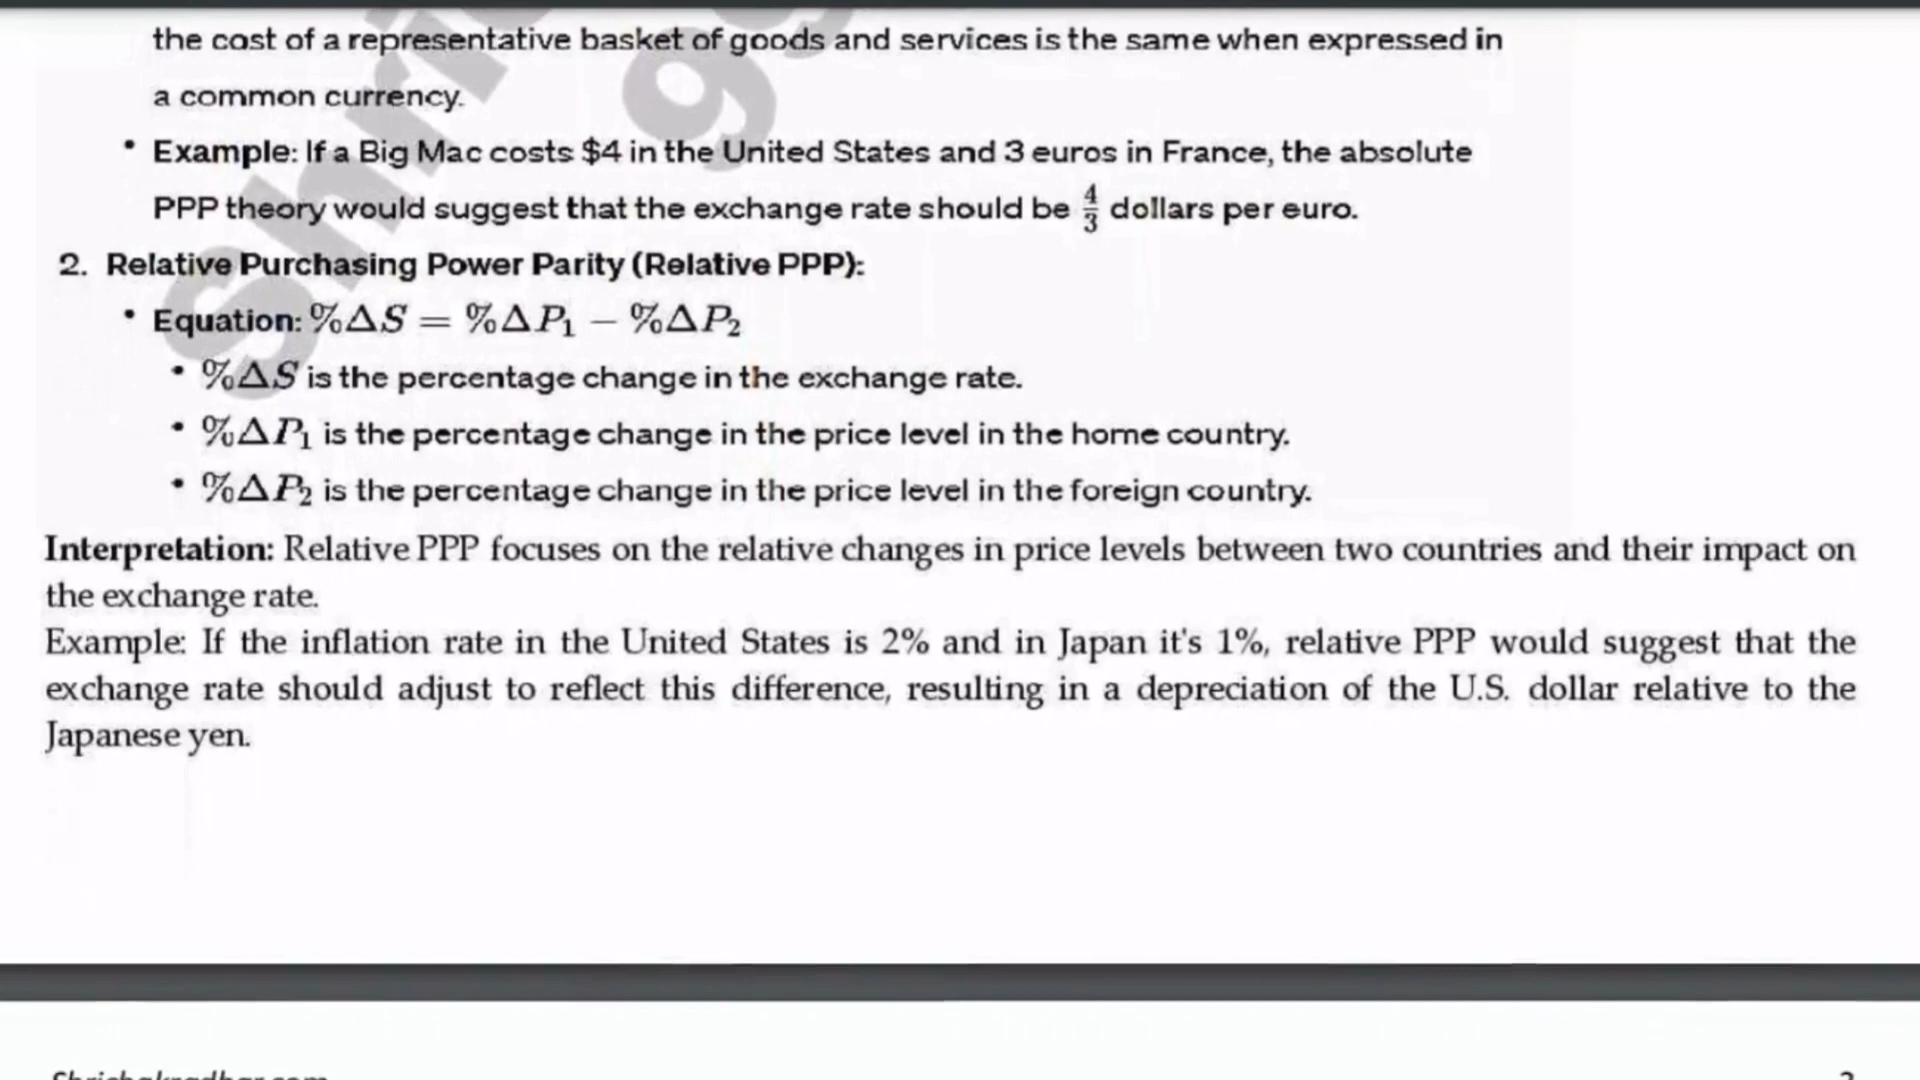 the cost of a representative basket of goods and services is the same when expressed in
a common currency.
• Example: If a Big Mac costs $4 in the United States and 3 euros in France, the absolute
PPP theory would suggest that the exchange rate should be 4/3 dollars per euro.
2. Relative Purchasing Power Parity (Relative PPP):
• Equation: %ΔS = %ΔP₁ − %ΔP₂
• %ΔS is the percentage change in the exchange rate.
• %ΔP₁ is the percentage change in the price level in the home country.
• %ΔP₂ is the percentage change in the price level in the foreign country.
Interpretation: Relative PPP focuses on the relative changes in price levels between two countries and their impact on
the exchange rate.
Example: If the inflation rate in the United States is 2% and in Japan it's 1%, relative PPP would suggest that the
exchange rate should adjust to reflect this difference, resulting in a depreciation of the U.S. dollar relative to the
Japanese yen.